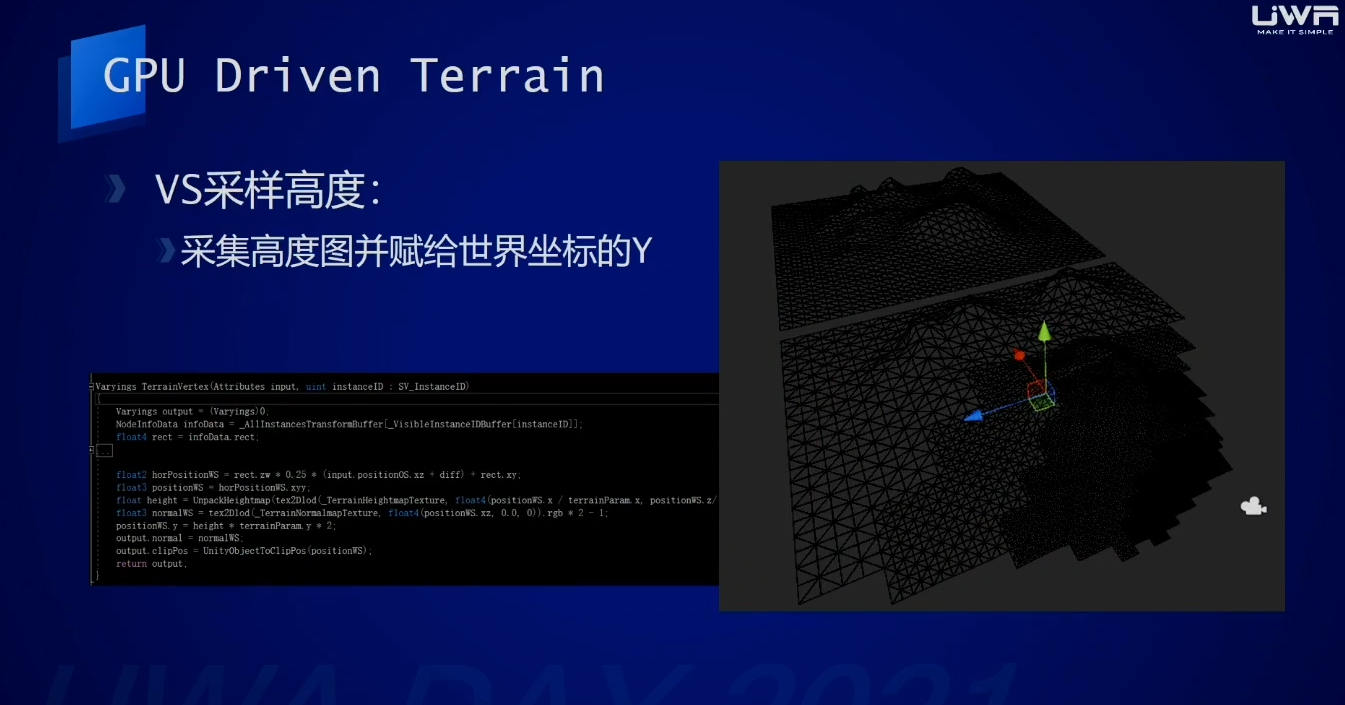 UWA
MAKE IT SIMPLE
GPU Driven Terrain
VS采样高度：
采集高度图并赋给世界坐标的Y
Varyings TerrainVertex(Attributes input, uint instanceID : SV_InstanceID)
{
Varyings output = (Varyings)0;
NodeInfoData infoData = _AllInstancesTransformBuffer[_VisibleInstanceIDBuffer[instanceID]];
float4 rect = infoData.rect;
...
float2 horPositionWS = rect.zw * 0.25 * (input.positionOS.xz + diff) + rect.xy;
float3 positionWS = horPositionWS.xyy;
float height = UnpackHeightmap(tex2Dlod(_TerrainHeightmapTexture, float4(positionWS.x / terrainParam.x, positionWS.z/
float3 normalWS = tex2Dlod(_TerrainNormalmapTexture, float4(positionWS.xz, 0.0, 0)).rgb * 2 - 1;
positionWS.y = height * terrainParam.y * 2;
output.normal = normalWS;
output.clipPos = UnityObjectToClipPos(positionWS);
return output;
}
UWA DAY 2021